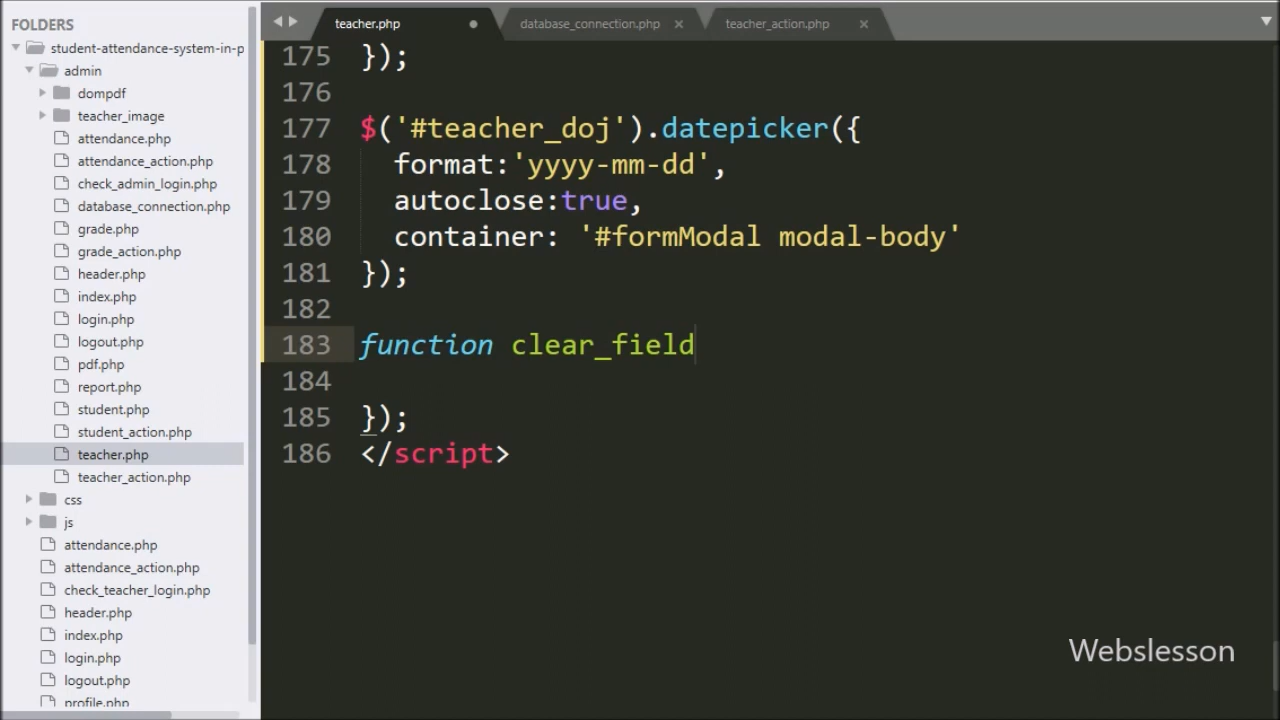 FOLDERS
student-attendance-system-in-p
admin
dompdf
teacher_image
attendance.php
attendance_action.php
check_admin_login.php
database_connection.php
grade.php
grade_action.php
header.php
index.php
login.php
logout.php
pdf.php
report.php
student.php
student_action.php
teacher.php
teacher_action.php
css
js
attendance.php
attendance_action.php
check_teacher_login.php
header.php
index.php
login.php
logout.php
profile.php
teacher.php database_connection.php teacher_action.php
175 });
176
177 $('#teacher_doj').datepicker({
178 format:'yyyy-mm-dd',
179 autoclose:true,
180 container: '#formModal modal-body'
181 });
182
183 function clear_field
184
185 });
186 </script>
Webslesson